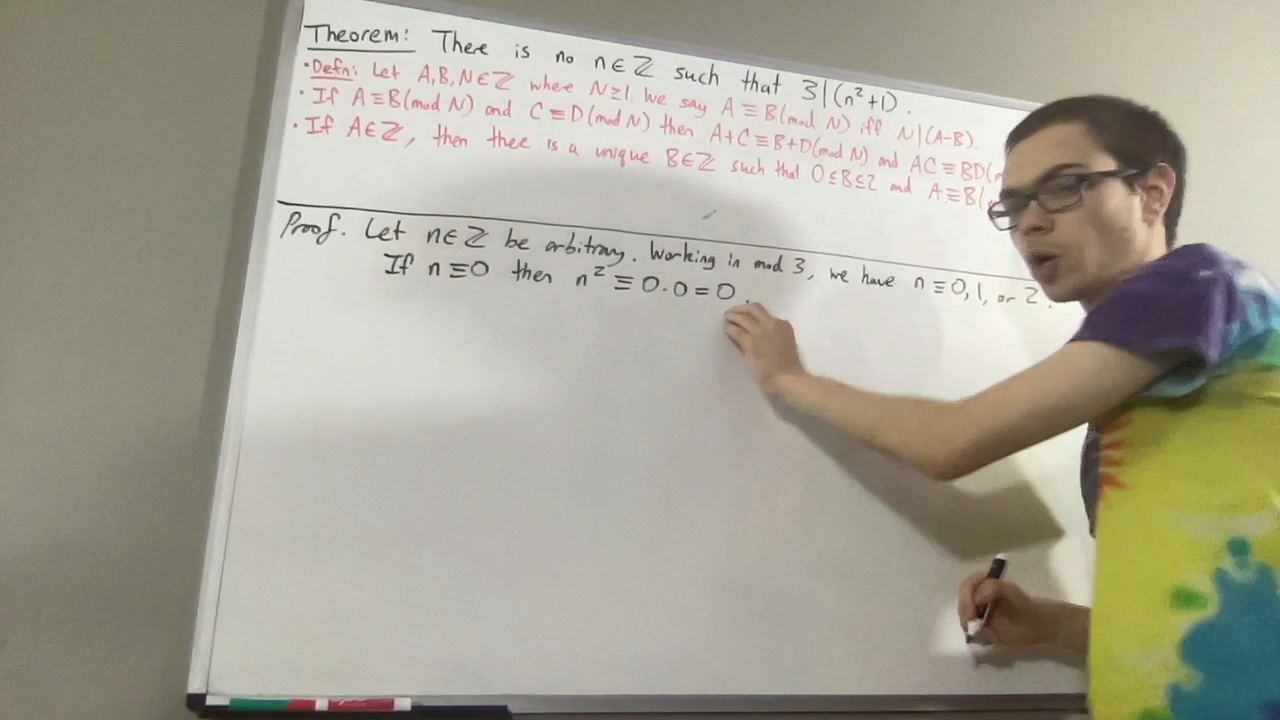 Theorem: There is no n∈ℤ such that 3|(n²+1).
• Defn: Let A,B,N∈ℤ where N≥1. We say A≡B(mod N) iff N|(A-B).
• If A≡B(mod N) and C≡D(mod N) then A+C≡B+D(mod N) and AC≡BD(
• If A∈ℤ, then thee is a unique B∈ℤ such that 0≤B≤2 and A≡B(
Proof. Let n∈ℤ be arbitrary. Working in mod 3, we have n≡0,1, or 2.
If n≡0 then n²≡0·0=0.